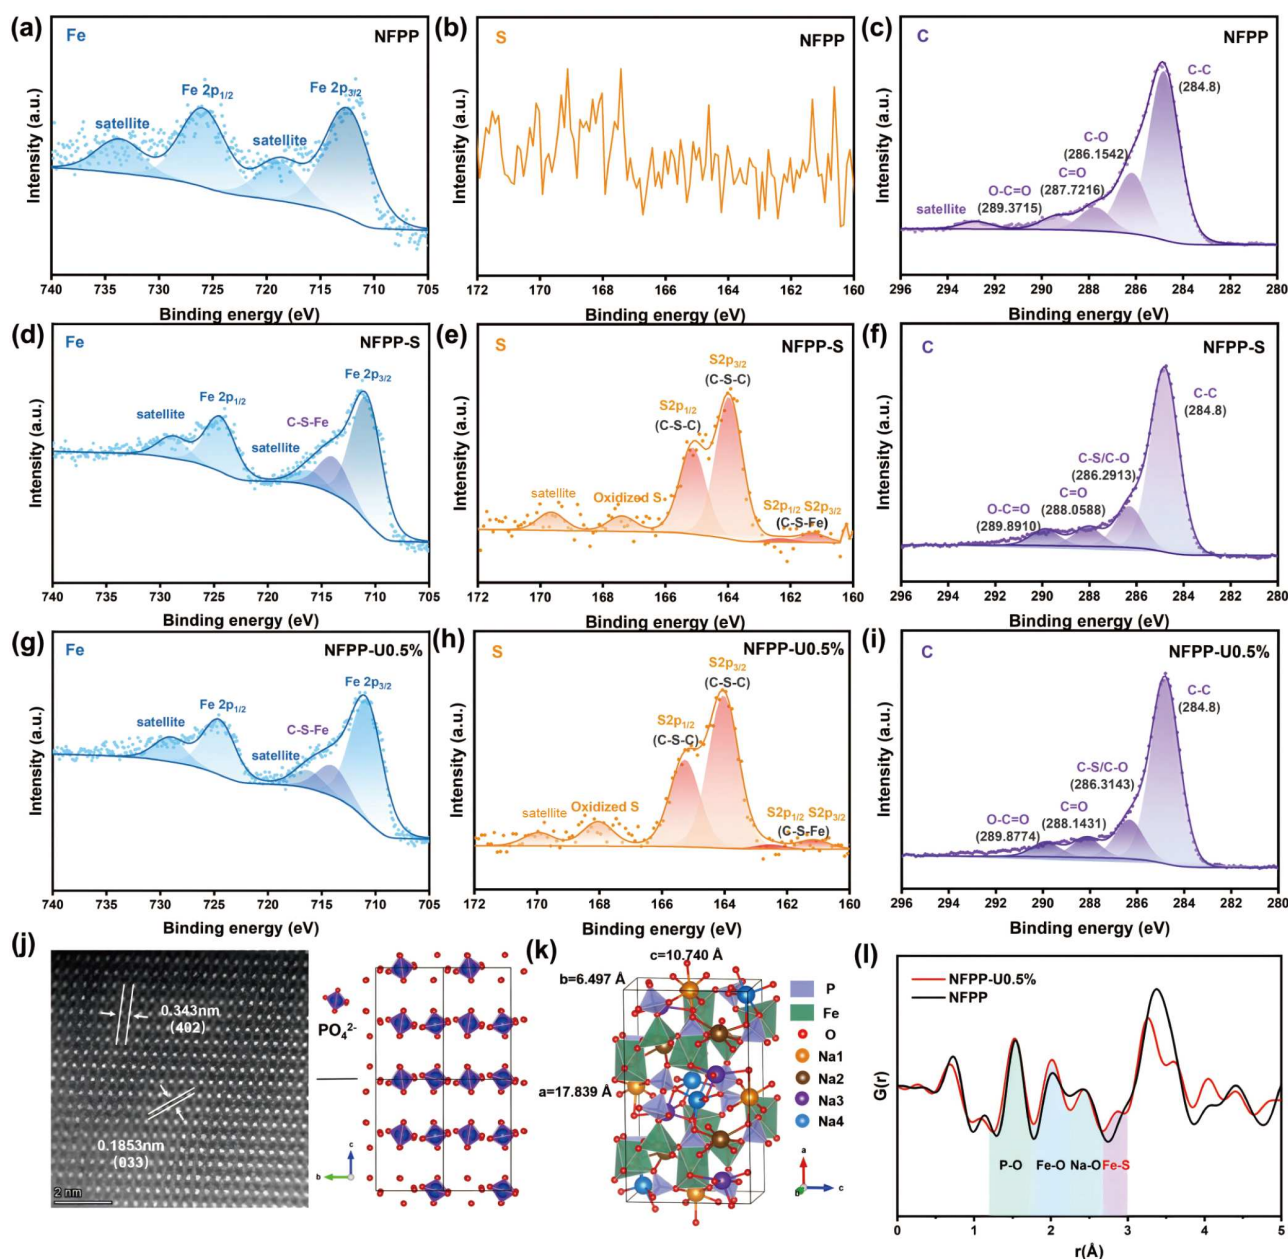 (a)
Fe
NFPP
Fe 2p1/2
Fe 2p3/2
satellite
satellite
Intensity (a.u.)
740 735 730 725 720 715 710 705
Binding energy (eV)
(b)
S
NFPP
Intensity (a.u.)
172 170 168 166 164 162 160
Binding energy (eV)
(c)
C
NFPP
C-C
(284.8)
C-O
(286.1542)
C=O
(287.7216)
O-C=O
(289.3715)
satellite
Intensity (a.u.)
296 294 292 290 288 286 284 282 280
Binding energy (eV)
(d)
Fe
NFPP-S
Fe 2p3/2
Fe 2p1/2
satellite
C-S-Fe
satellite
Intensity (a.u.)
740 735 730 725 720 715 710 705
Binding energy (eV)
(e)
S
NFPP-S
S2p3/2
(C-S-C)
S2p1/2
(C-S-C)
satellite
Oxidized S
S2p1/2 S2p3/2
(C-S-Fe)
Intensity (a.u.)
172 170 168 166 164 162 160
Binding energy (eV)
(f)
C
NFPP-S
C-C
(284.8)
C-S/C-O
(286.2913)
C=O
(288.0588)
O-C=O
(289.8910)
Intensity (a.u.)
296 294 292 290 288 286 284 282 280
Binding energy (eV)
(g)
Fe
NFPP-U0.5%
Fe 2p3/2
Fe 2p1/2
satellite
C-S-Fe
satellite
Intensity (a.u.)
740 735 730 725 720 715 710 705
Binding energy (eV)
(h)
S
NFPP-U0.5%
S2p3/2
(C-S-C)
S2p1/2
(C-S-C)
satellite
Oxidized S
S2p1/2 S2p3/2
(C-S-Fe)
Intensity (a.u.)
172 170 168 166 164 162 160
Binding energy (eV)
(i)
C
NFPP-U0.5%
C-C
(284.8)
C-S/C-O
(286.3143)
C=O
(288.1431)
O-C=O
(289.8774)
Intensity (a.u.)
296 294 292 290 288 286 284 282 280
Binding energy (eV)
(j)
0.343nm
(402)
0.1853nm
(033)
2 nm
PO4 2-
c
b
(k)
c=10.740 Å
b=6.497 Å
a=17.839 Å
P
Fe
O
Na1
Na2
Na3
Na4
a
b
c
(l)
NFPP-U0.5%
NFPP
G(r)
P-O
Fe-O
Na-O
Fe-S
0 1 2 3 4 5
r(Å)